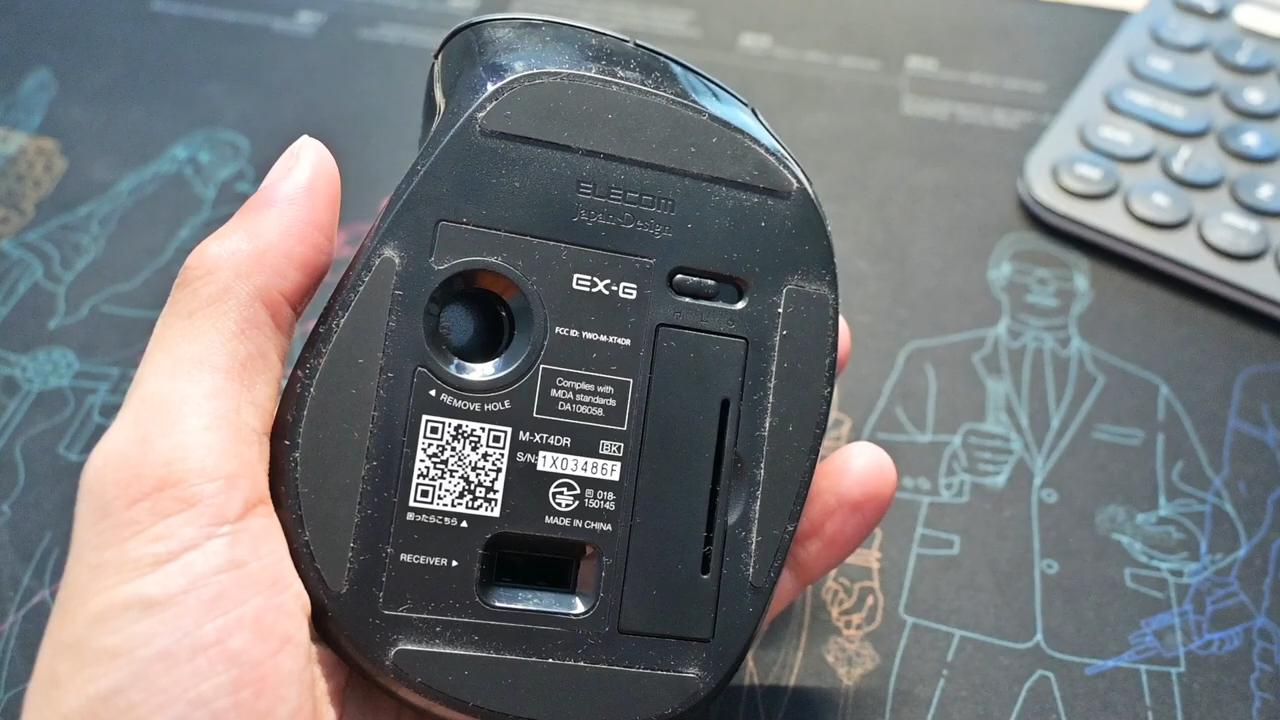 ELECOM
Japan Design
EX-G
FCC ID: YWO-M-XT4DR
Complies with
IMDA standards
DA106058.
◀ REMOVE HOLE
M-XT4DR BK
S/N: 1X03486F
018-
150145
MADE IN CHINA
困ったらこちら▲
RECEIVER ▶